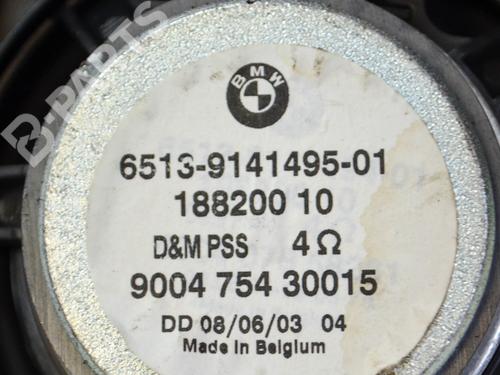 B-PARTS
BMW
6513-9141495-01
188200 10
D&M PSS 4 Ω
9004 754 30015
DD 08/06/03 04
Made in Belgium